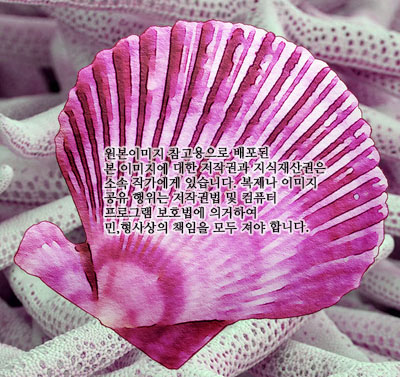 원본이미지 참고용으로 배포된
본 이미지에 대한 저작권과 지식재산권은
소속 작가에게 있습니다. 복제나 이미지
공유 행위는 저작권법 및 컴퓨터
프로그램 보호법에 의거하여
민,형사상의 책임을 모두 져야 합니다.